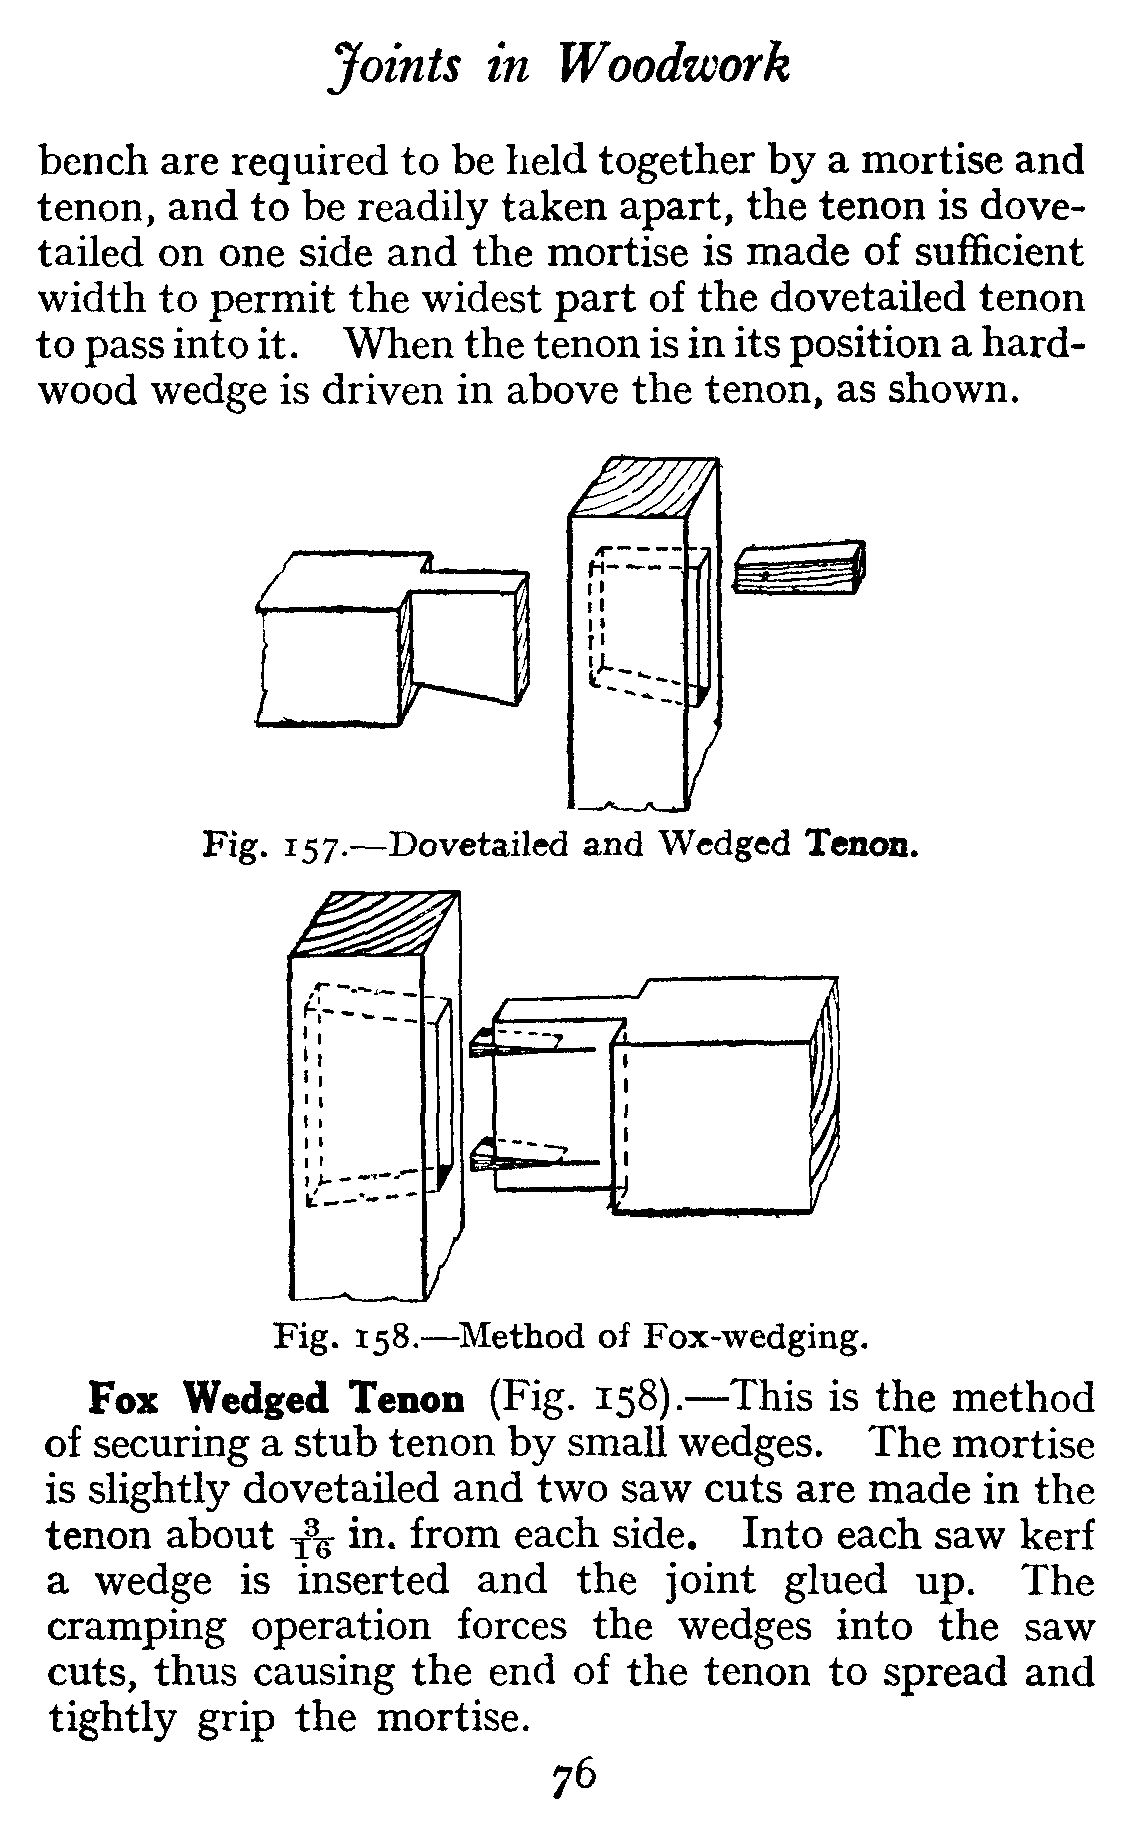 Joints in Woodwork
bench are required to be held together by a mortise and
tenon, and to be readily taken apart, the tenon is dove-
tailed on one side and the mortise is made of sufficient
width to permit the widest part of the dovetailed tenon
to pass into it. When the tenon is in its position a hard-
wood wedge is driven in above the tenon, as shown.
Fig. 157.—Dovetailed and Wedged Tenon.
Fig. 158.—Method of Fox-wedging.
Fox Wedged Tenon (Fig. 158).—This is the method
of securing a stub tenon by small wedges. The mortise
is slightly dovetailed and two saw cuts are made in the
tenon about 3/16 in. from each side. Into each saw kerf
a wedge is inserted and the joint glued up. The
cramping operation forces the wedges into the saw
cuts, thus causing the end of the tenon to spread and
tightly grip the mortise.
76